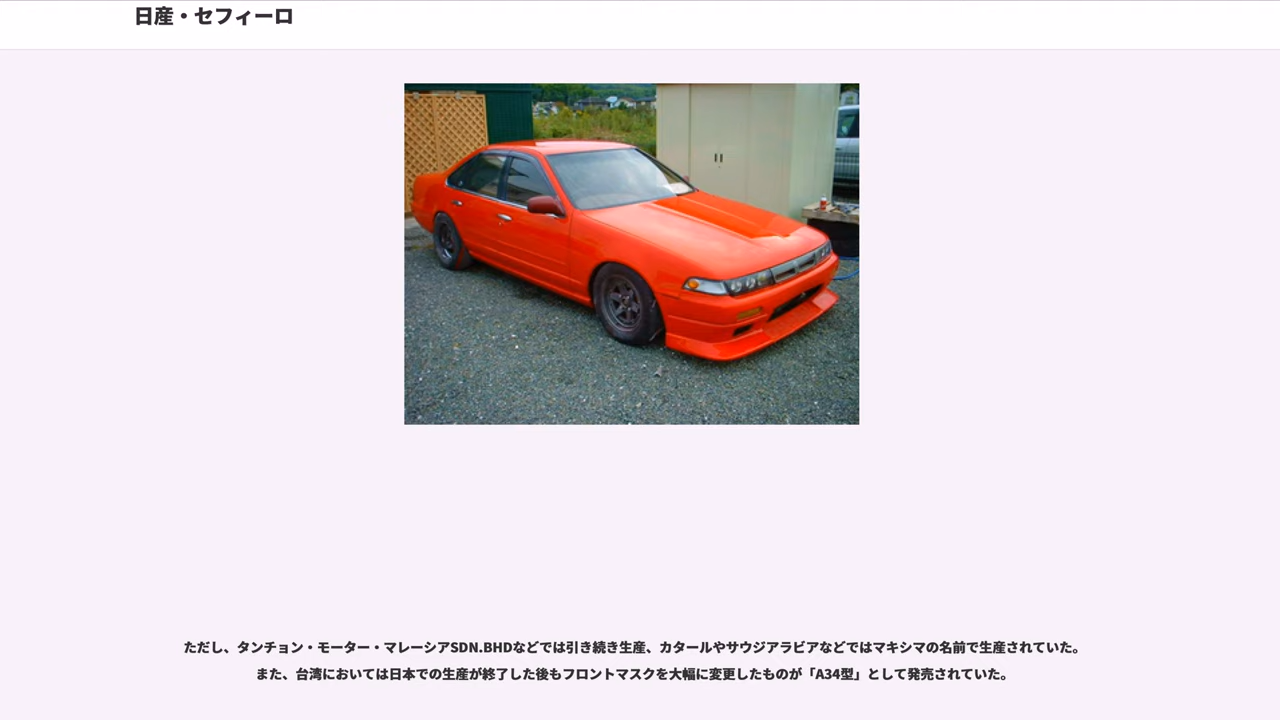 日産・セフィーロ
ただし、タンチョン・モーター・マレーシアSDN.BHDなどでは引き続き生産、カタールやサウジアラビアなどではマキシマの名前で生産されていた。
また、台湾においては日本での生産が終了した後もフロントマスクを大幅に変更したものが「A34型」として発売されていた。